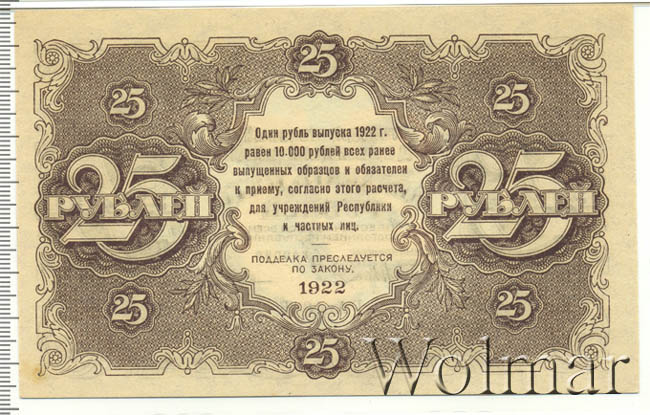 25
25
25
Один рубль выпуска 1922 г.
равен 10.000 рублей всех ранее
выпущенных образцов и обязателен
к приему, согласно этого расчета,
для учреждений Республики
и частных лиц.
25 РУБЛЕЙ
25 РУБЛЕЙ
ПОДДЕЛКА ПРЕСЛЕДУЕТСЯ
ПО ЗАКОНУ.
1922
25
25
25
Wolmar